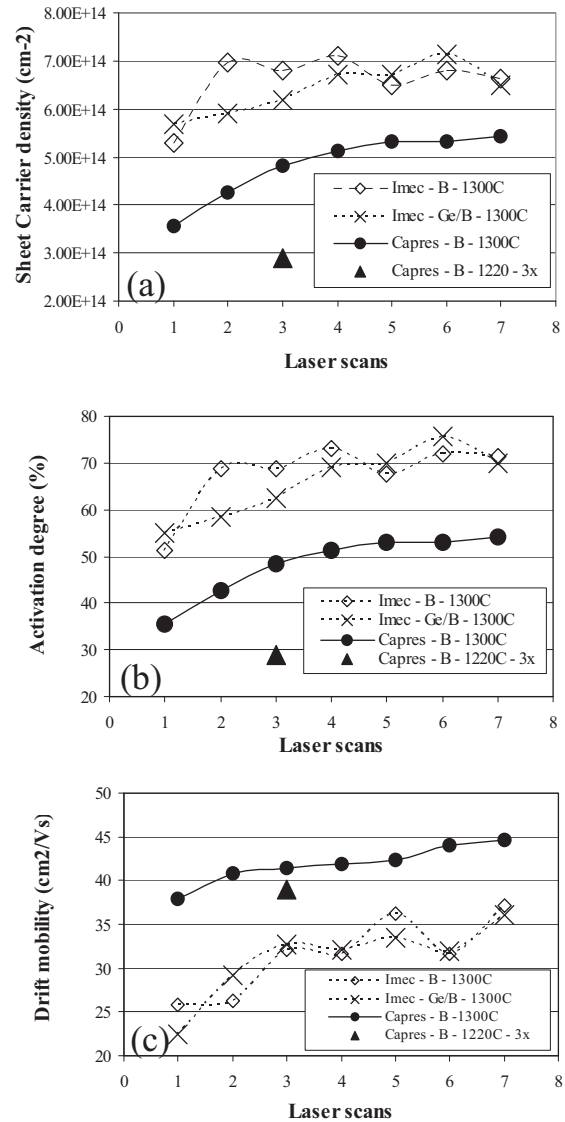 Sheet Carrier density (cm-2)
8.00E+14
7.00E+14
6.00E+14
5.00E+14
4.00E+14
3.00E+14
2.00E+14
Imec - B - 1300C
Imec - Ge/B - 1300C
Capres - B - 1300C
Capres - B - 1220 - 3x
(a)
0 1 2 3 4 5 6 7 8
Laser scans
Activation degree (%)
80
70
60
50
40
30
20
Imec - B - 1300C
Imec - Ge/B - 1300C
Capres - B - 1300C
Capres - B - 1220C - 3x
(b)
0 1 2 3 4 5 6 7 8
Laser scans
Drift mobility (cm2/Vs)
50
45
40
35
30
25
20
Imec - B - 1300C
Imec - Ge/B - 1300C
Capres - B -1300C
Capres - B - 1220C - 3x
(c)
0 1 2 3 4 5 6 7 8
Laser scans